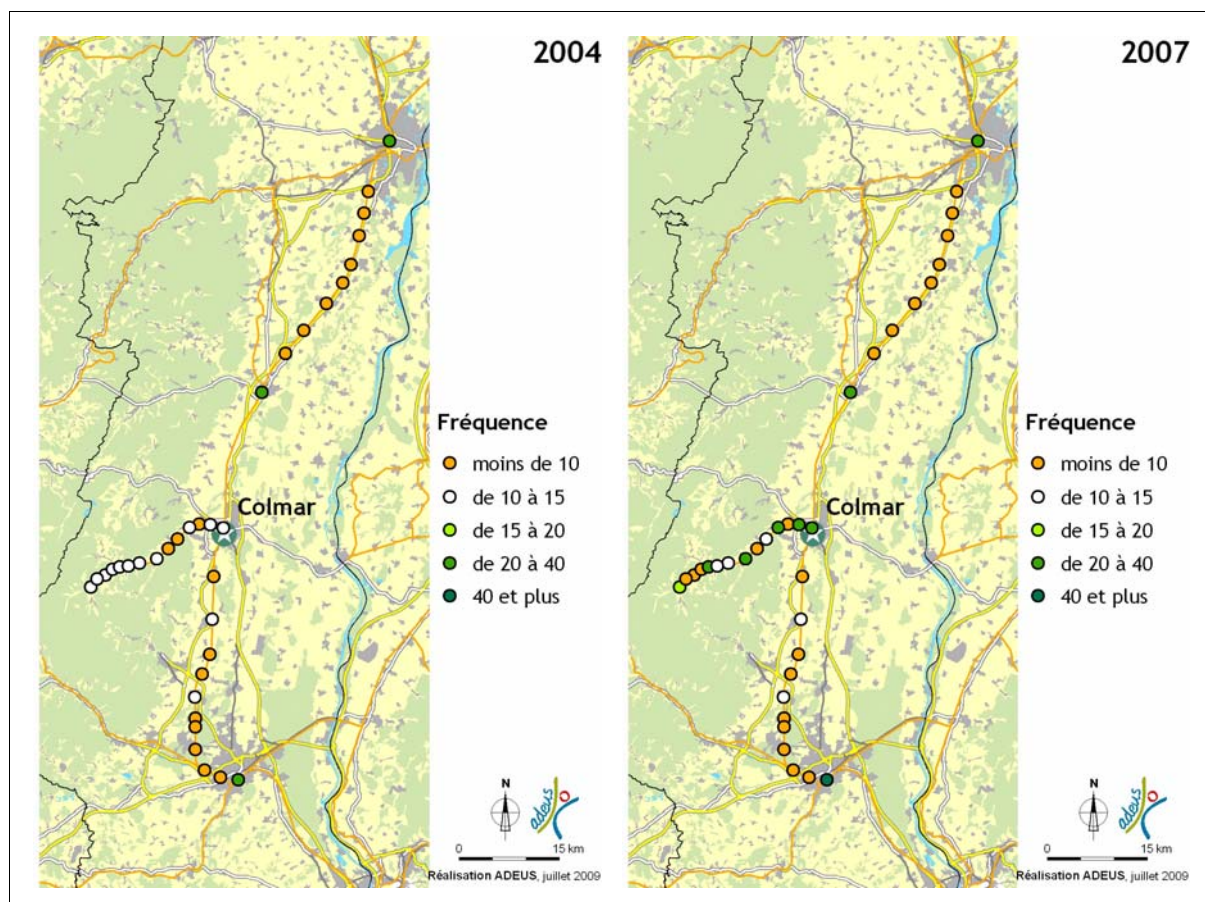 2004
Colmar
Fréquence
moins de 10
de 10 à 15
de 15 à 20
de 20 à 40
40 et plus
N
adeus
0 15 km
Réalisation ADEUS, juillet 2009
2007
Colmar
Fréquence
moins de 10
de 10 à 15
de 15 à 20
de 20 à 40
40 et plus
N
adeus
0 15 km
Réalisation ADEUS, juillet 2009